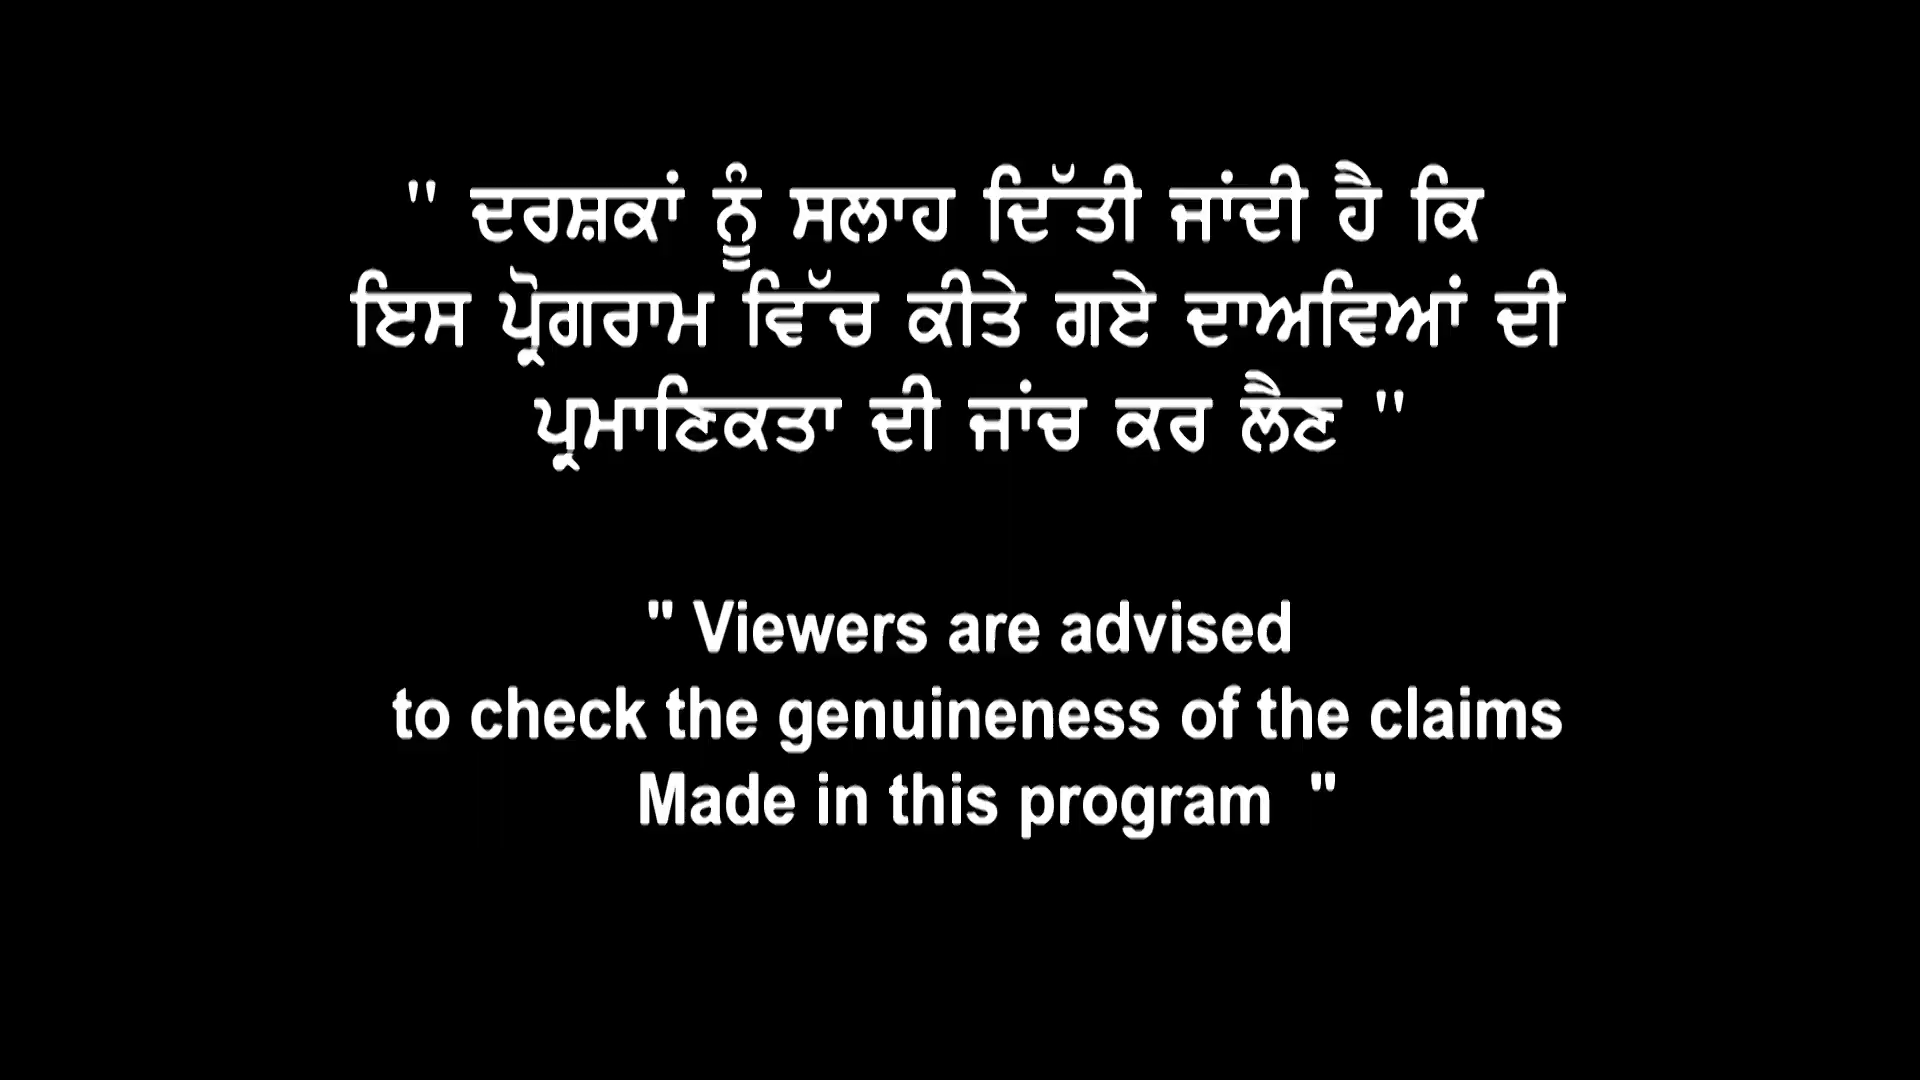 " ਦਰਸ਼ਕਾਂ ਨੂੰ ਸਲਾਹ ਦਿੱਤੀ ਜਾਂਦੀ ਹੈ ਕਿ
ਇਸ ਪ੍ਰੋਗਰਾਮ ਵਿੱਚ ਕੀਤੇ ਗਏ ਦਾਅਵਿਆਂ ਦੀ
ਪ੍ਰਮਾਣਿਕਤਾ ਦੀ ਜਾਂਚ ਕਰ ਲੈਣ "
" Viewers are advised
to check the genuineness of the claims
Made in this program "